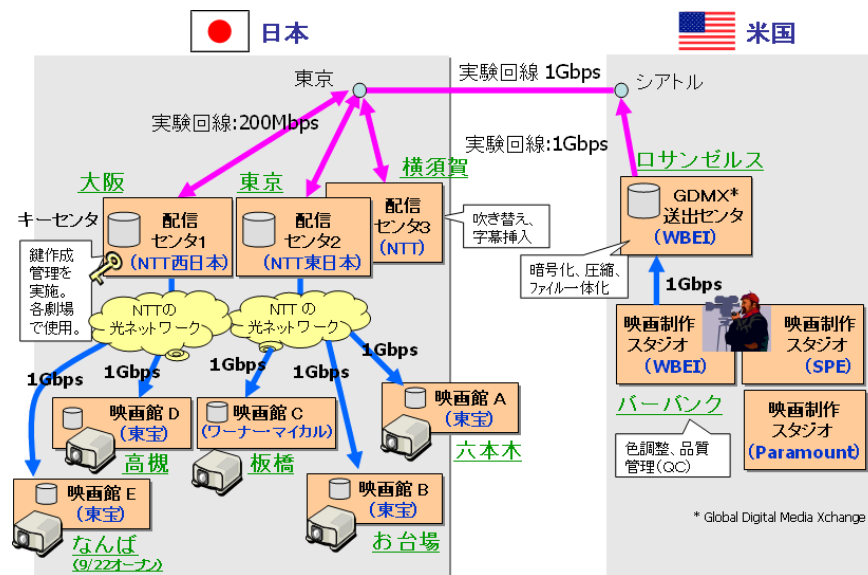 日本
米国
東京
実験回線 1Gbps
シアトル
実験回線:200Mbps
実験回線:1Gbps
大阪
東京
横須賀
ロサンゼルス
キーセンタ
配信
センタ1
(NTT西日本)
配信
センタ2
(NTT東日本)
配信
センタ3
(NTT)
吹き替え、
字幕挿入
GDMX*
送出センタ
(WBEI)
鍵作成
管理を
実施。
各劇場
で使用。
暗号化、圧縮、
ファイル一体化
1Gbps
NTTの
光ネットワーク
NTTの
光ネットワーク
映画制作
スタジオ
(WBEI)
映画制作
スタジオ
(SPE)
映画制作
スタジオ
(Paramount)
バーバンク
色調整、品質
管理(QC)
1Gbps
1Gbps
1Gbps
1Gbps
1Gbps
映画館 D
(東宝)
高槻
映画館 C
(ワーナー・マイカル)
板橋
映画館 A
(東宝)
六本木
映画館 E
(東宝)
なんば
(9/22オープン)
映画館 B
(東宝)
お台場
* Global Digital Media Xchange